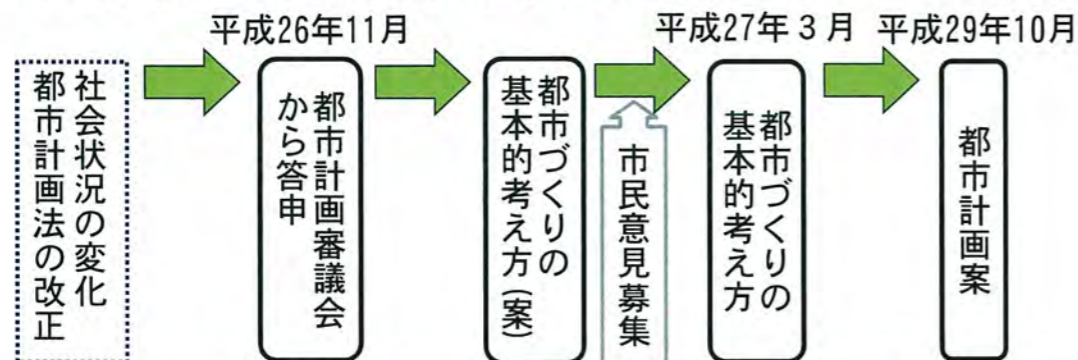 平成26年11月
平成27年３月
平成29年10月
社会状況の変化
都市計画法の改正
都市計画審議会
から答申
都市づくりの
基本的考え方（案）
市民意見募集
都市づくりの
基本的考え方
都市計画案